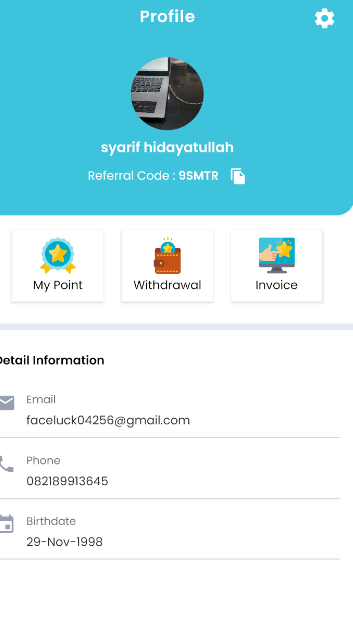 Profile
syarif hidayatullah
Referral Code : 9SMTR
My Point
Withdrawal
Invoice
Detail Information
Email
faceluck04256@gmail.com
Phone
082189913645
Birthdate
29-Nov-1998